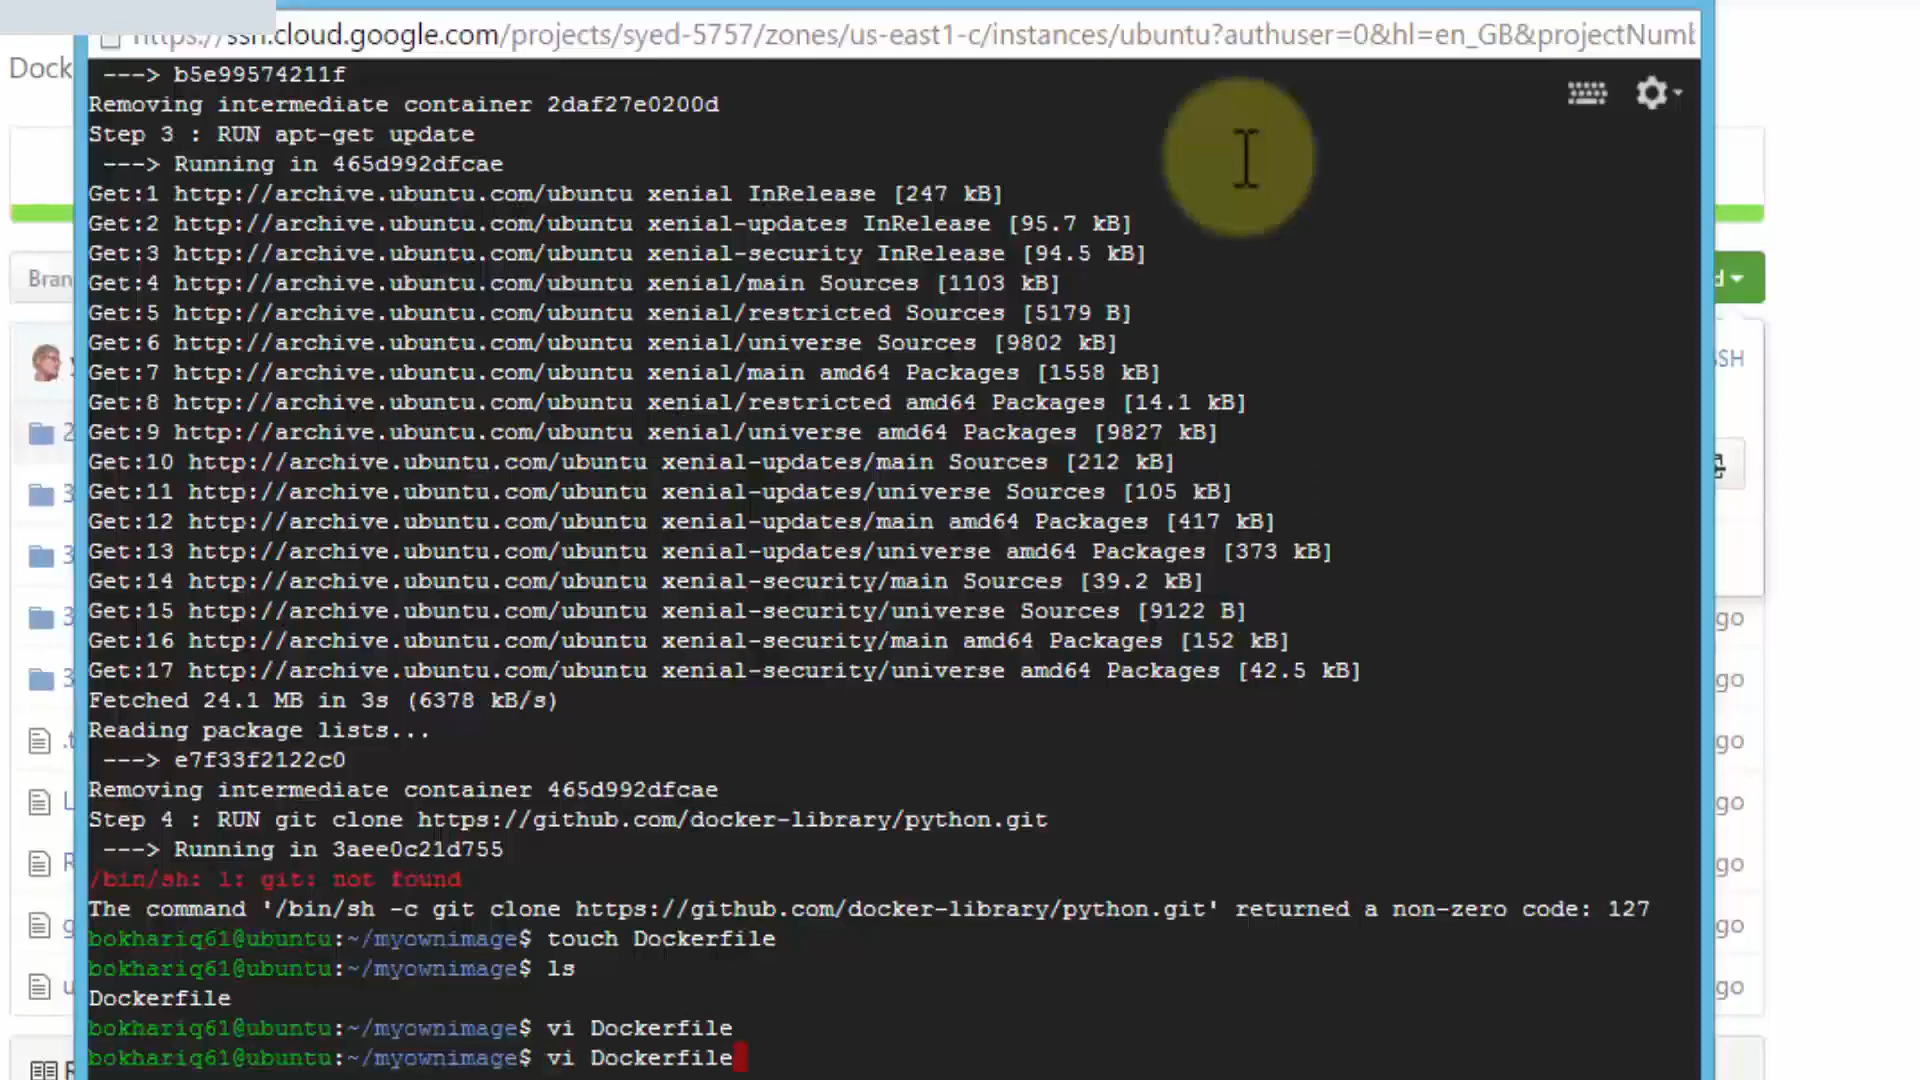 https://ssh.cloud.google.com/projects/syed-5757/zones/us-east1-c/instances/ubuntu?authuser=0&hl=en_GB&projectNumb
Dock
---> b5e99574211f
Removing intermediate container 2daf27e0200d
Step 3 : RUN apt-get update
---> Running in 465d992dfcae
Get:1 http://archive.ubuntu.com/ubuntu xenial InRelease [247 kB]
Get:2 http://archive.ubuntu.com/ubuntu xenial-updates InRelease [95.7 kB]
Get:3 http://archive.ubuntu.com/ubuntu xenial-security InRelease [94.5 kB]
Bran
d
Get:4 http://archive.ubuntu.com/ubuntu xenial/main Sources [1103 kB]
Get:5 http://archive.ubuntu.com/ubuntu xenial/restricted Sources [5179 B]
Get:6 http://archive.ubuntu.com/ubuntu xenial/universe Sources [9802 kB]
SSH
Get:7 http://archive.ubuntu.com/ubuntu xenial/main amd64 Packages [1558 kB]
Get:8 http://archive.ubuntu.com/ubuntu xenial/restricted amd64 Packages [14.1 kB]
2
Get:9 http://archive.ubuntu.com/ubuntu xenial/universe amd64 Packages [9827 kB]
Get:10 http://archive.ubuntu.com/ubuntu xenial-updates/main Sources [212 kB]
3
Get:11 http://archive.ubuntu.com/ubuntu xenial-updates/universe Sources [105 kB]
Get:12 http://archive.ubuntu.com/ubuntu xenial-updates/main amd64 Packages [417 kB]
3
Get:13 http://archive.ubuntu.com/ubuntu xenial-updates/universe amd64 Packages [373 kB]
Get:14 http://archive.ubuntu.com/ubuntu xenial-security/main Sources [39.2 kB]
3
Get:15 http://archive.ubuntu.com/ubuntu xenial-security/universe Sources [9122 B]
go
Get:16 http://archive.ubuntu.com/ubuntu xenial-security/main amd64 Packages [152 kB]
3
Get:17 http://archive.ubuntu.com/ubuntu xenial-security/universe amd64 Packages [42.5 kB]
go
Fetched 24.1 MB in 3s (6378 kB/s)
Reading package lists...
.t
go
---> e7f33f2122c0
Removing intermediate container 465d992dfcae
L
go
Step 4 : RUN git clone https://github.com/docker-library/python.git
---> Running in 3aee0c21d755
R
go
/bin/sh: 1: git: not found
The command '/bin/sh -c git clone https://github.com/docker-library/python.git' returned a non-zero code: 127
g
go
bokhariq61@ubuntu:~/myownimage$ touch Dockerfile
bokhariq61@ubuntu:~/myownimage$ ls
u
go
Dockerfile
bokhariq61@ubuntu:~/myownimage$ vi Dockerfile
bokhariq61@ubuntu:~/myownimage$ vi Dockerfile
R